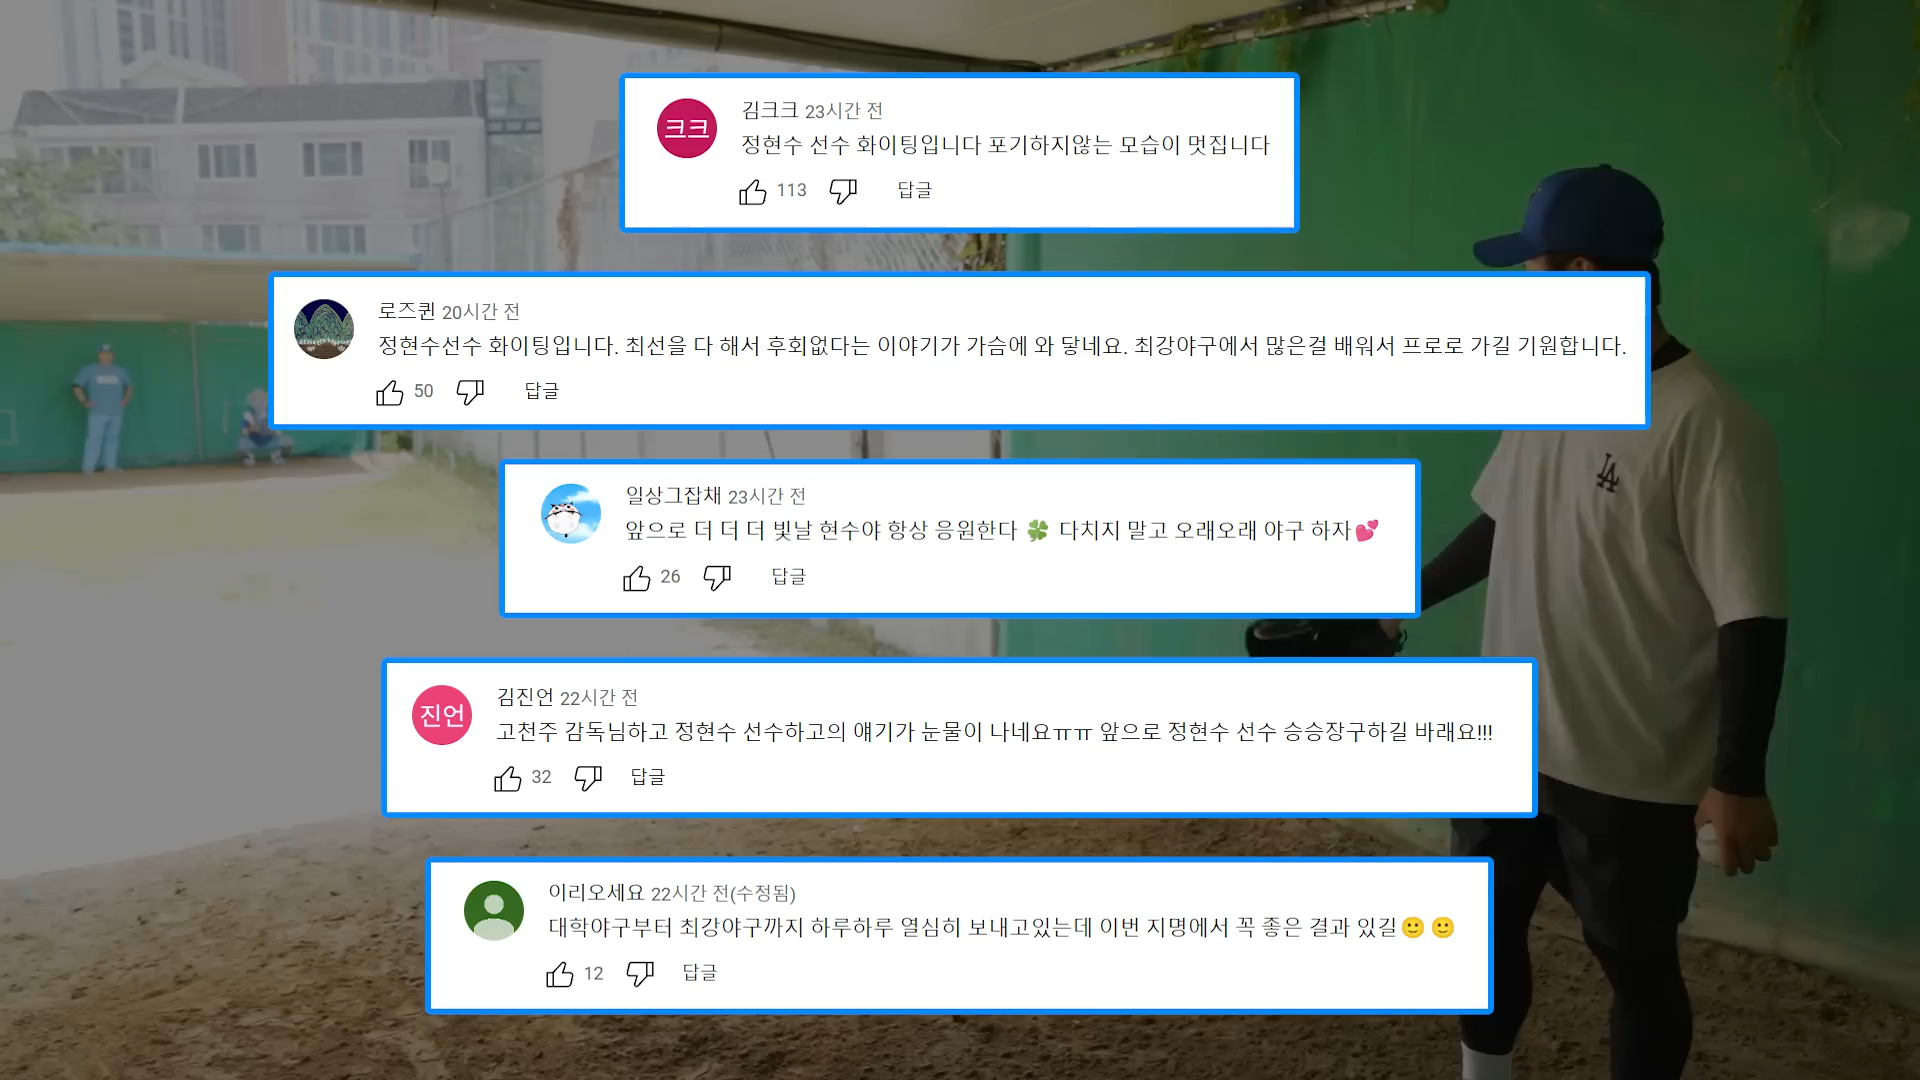 크크
김크크 23시간 전
정현수 선수 화이팅입니다 포기하지않는 모습이 멋집니다
113 답글
로즈퀸 20시간 전
정현수선수 화이팅입니다. 최선을 다 해서 후회없다는 이야기가 가슴에 와 닿네요. 최강야구에서 많은걸 배워서 프로로 가길 기원합니다.
50 답글
일상그잡채 23시간 전
앞으로 더 더 더 빛날 현수야 항상 응원한다 🍀 다치지 말고 오래오래 야구 하자💕
26 답글
진언
김진언 22시간 전
고천주 감독님하고 정현수 선수하고의 얘기가 눈물이 나네요ㅠㅠ 앞으로 정현수 선수 승승장구하길 바래요!!!
32 답글
이리오세요 22시간 전(수정됨)
대학야구부터 최강야구까지 하루하루 열심히 보내고있는데 이번 지명에서 꼭 좋은 결과 있길🙂 🙂
12 답글
LA